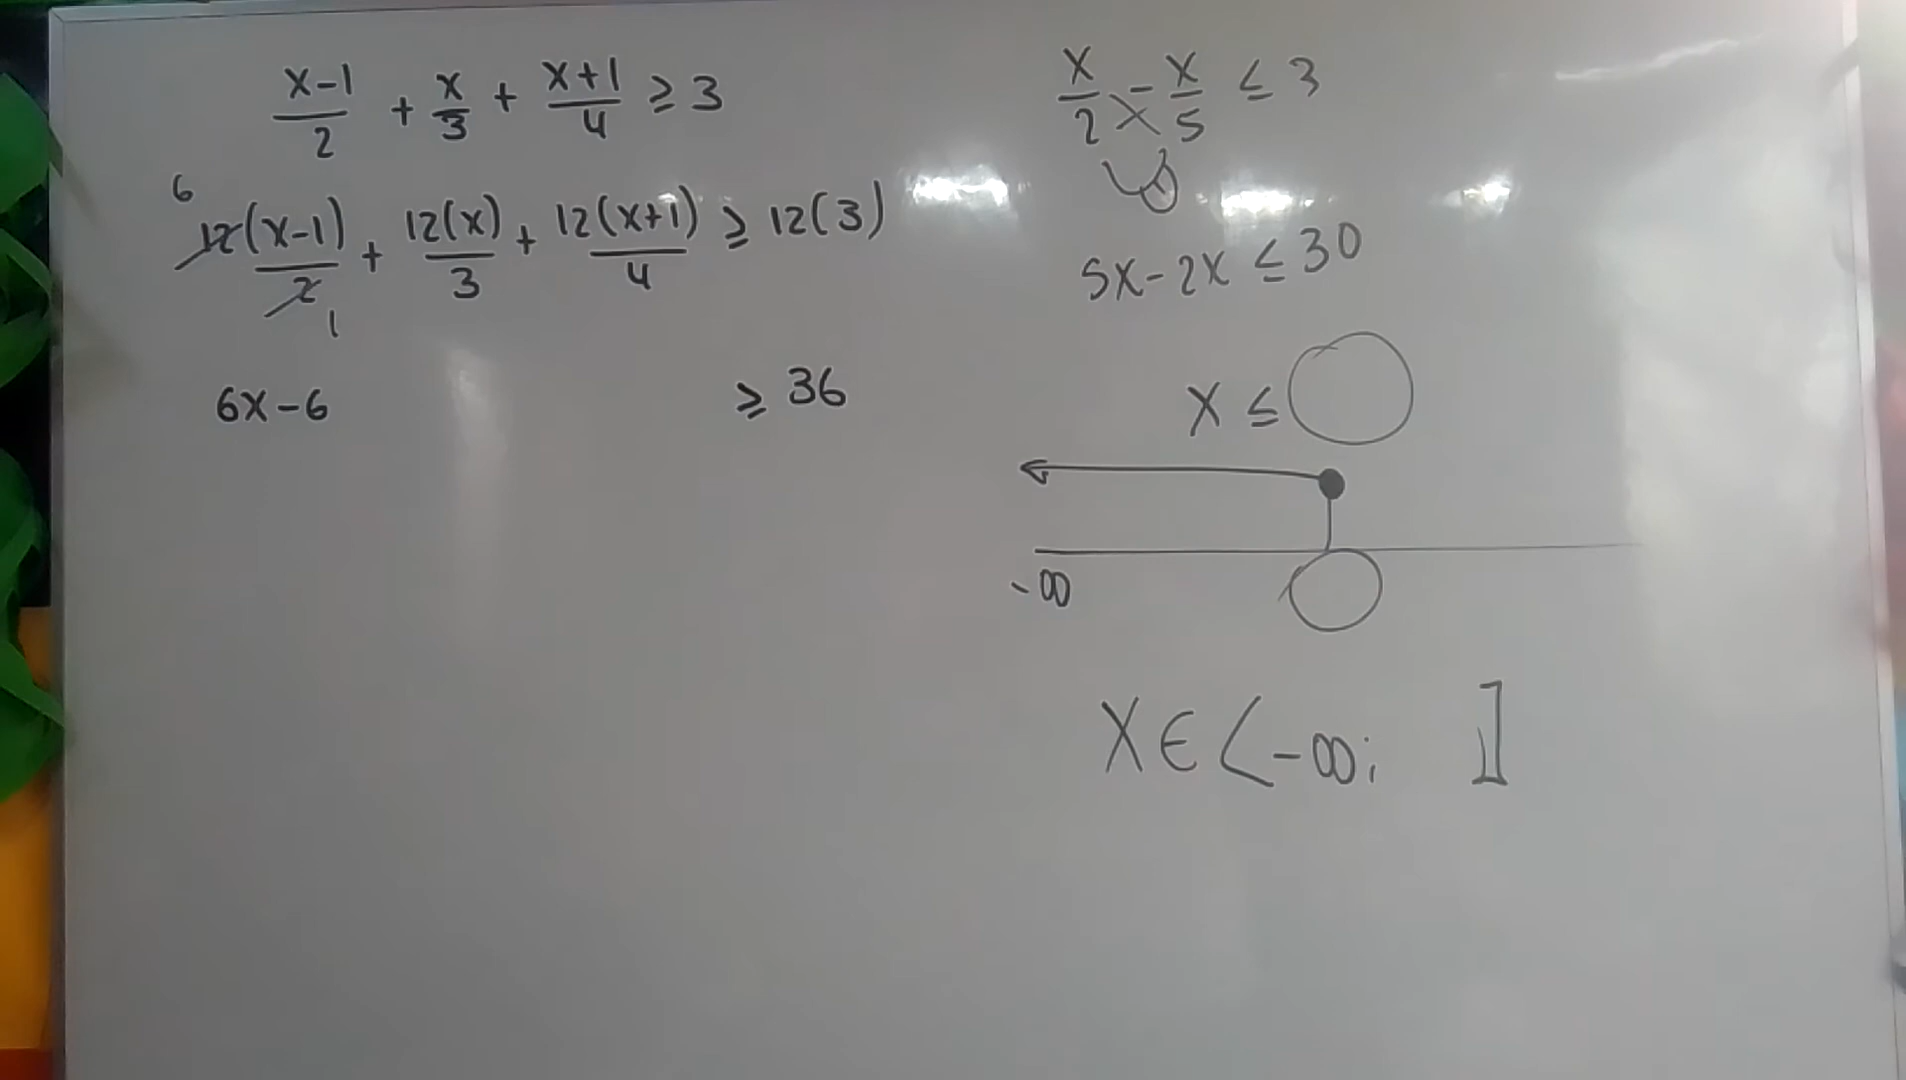 x-1/2 + x/3 + x+1/4 ≥ 3
6
12(x-1)/2 + 12(x)/3 + 12(x+1)/4 ≥ 12(3)
1
6x-6 ≥ 36
x/2 - x/5 ≤ 3
5x-2x ≤ 30
x ≤
-∞
x∈<-∞; ]